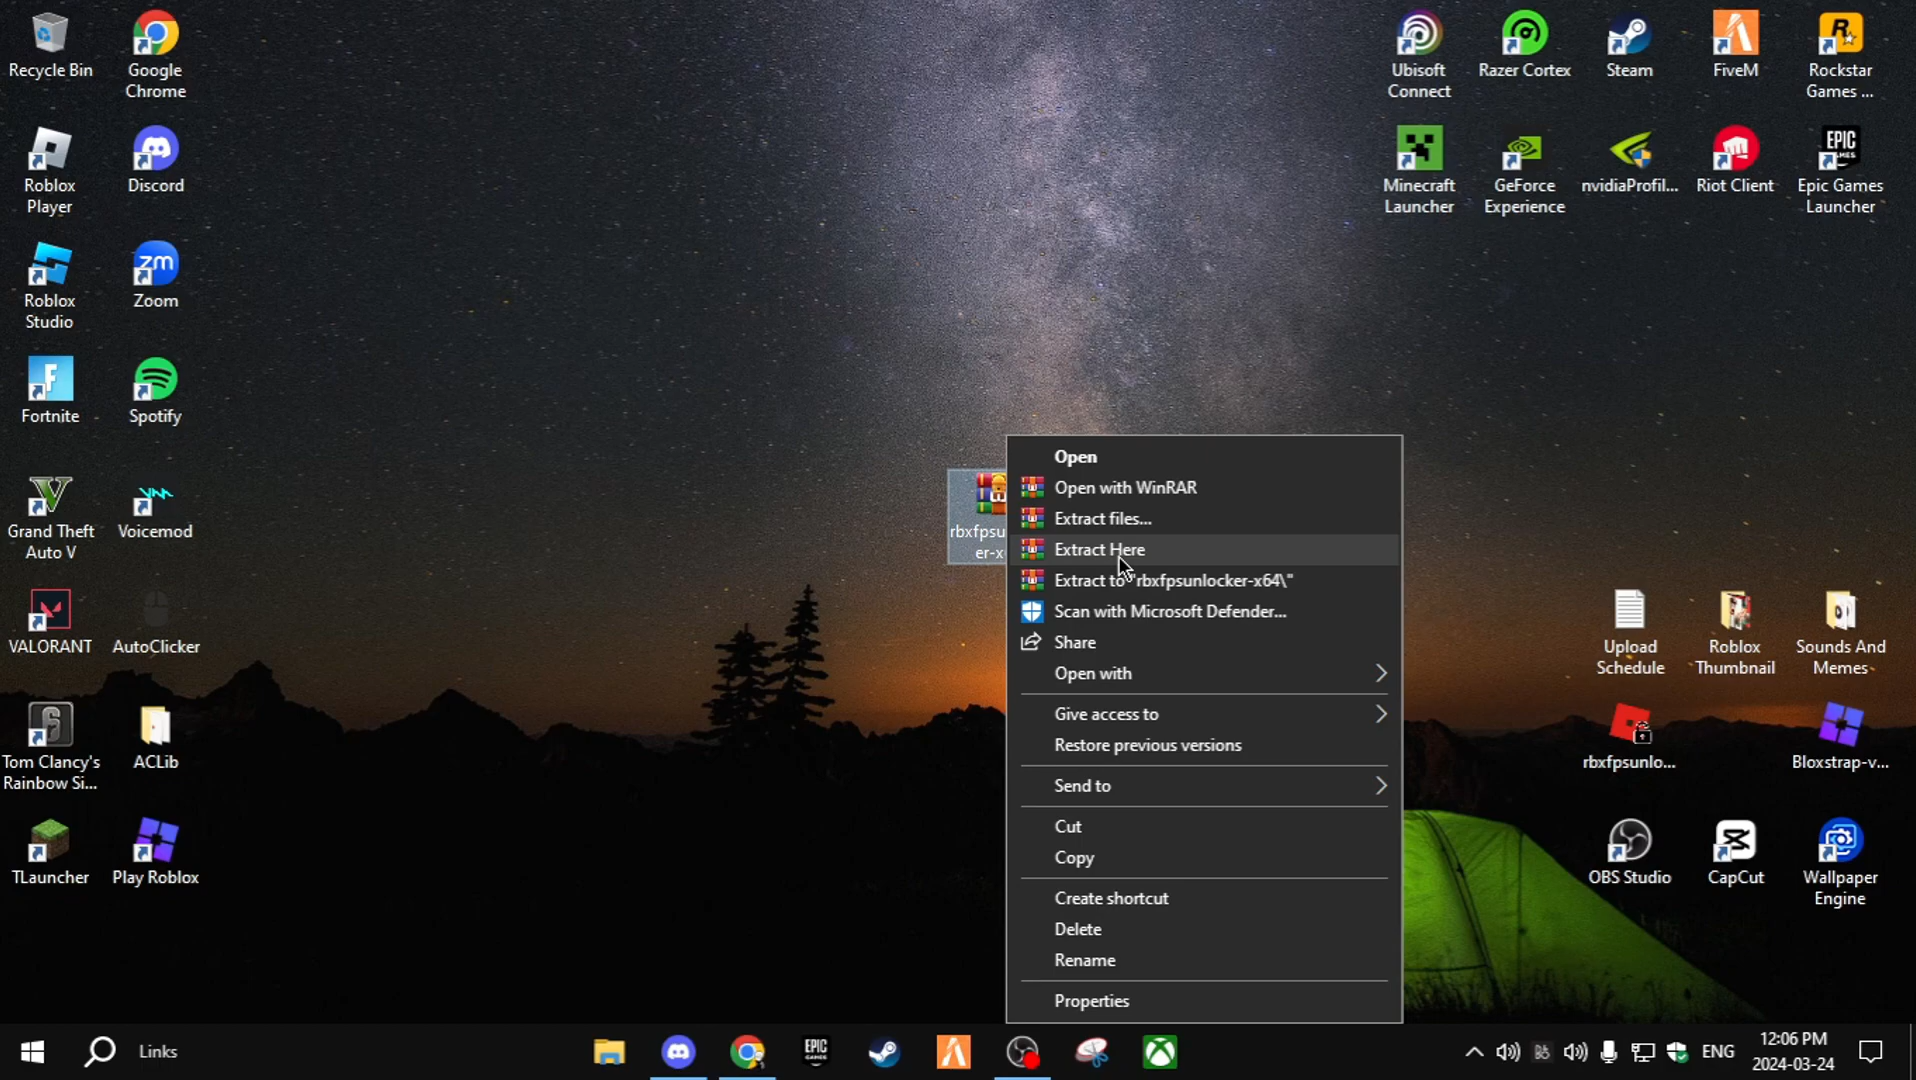 Recycle Bin
Google
Chrome
Roblox
Player
Discord
Roblox
Studio
Zoom
Fortnite
Spotify
Grand Theft
Auto V
Voicemod
VALORANT
AutoClicker
Tom Clancy's
Rainbow Si...
ACLib
TLauncher
Play Roblox
Ubisoft
Connect
Razer Cortex
Steam
FiveM
Rockstar
Games ...
Minecraft
Launcher
GeForce
Experience
nvidiaProfil...
Riot Client
EPIC
GAMES
Epic Games
Launcher
zm
rbxfpsu
er-x
Open
Open with WinRAR
Extract files...
Extract Here
Extract to "rbxfpsunlocker-x64\"
Scan with Microsoft Defender...
Share
Open with
Give access to
Restore previous versions
Send to
Cut
Copy
Create shortcut
Delete
Rename
Properties
Upload
Schedule
Roblox
Thumbnail
Sounds And
Memes
rbxfpsunlo...
Bloxstrap-v...
OBS Studio
CapCut
Wallpaper
Engine
Links
EPIC
GAMES
ENG
12:06 PM
2024-03-24